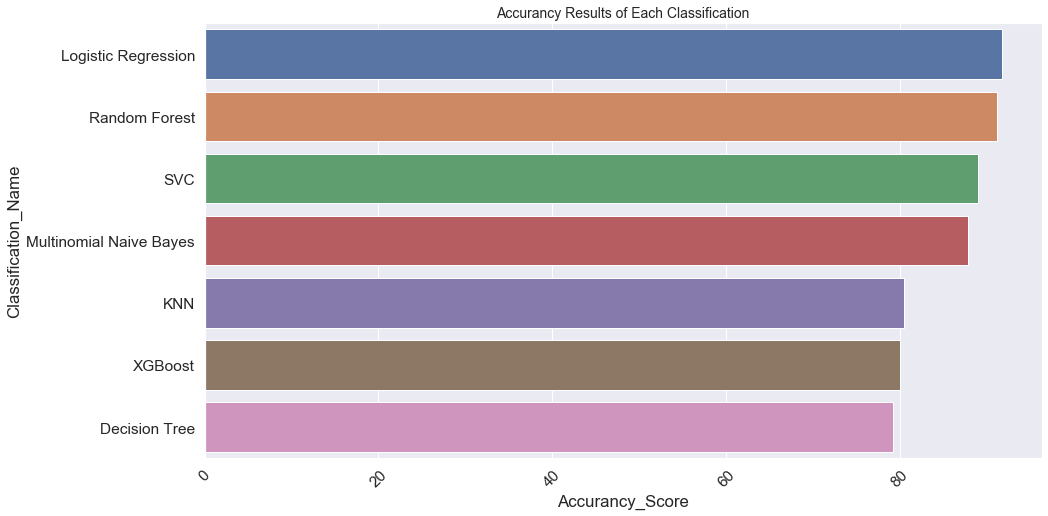 Accurancy Results of Each Classification
Classification_Name
Logistic Regression
Random Forest
SVC
Multinomial Naive Bayes
KNN
XGBoost
Decision Tree
0
20
40
60
80
Accurancy_Score